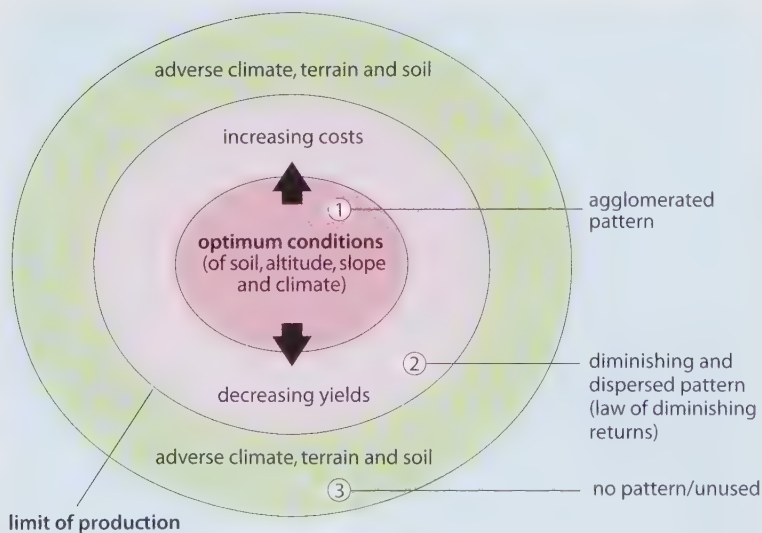 adverse climate, terrain and soil
increasing costs
1
agglomerated
pattern
optimum conditions
(of soil, altitude, slope
and climate)
2
diminishing and
dispersed pattern
(law of diminishing
returns)
decreasing yields
adverse climate, terrain and soil
3
no pattern/unused
limit of production